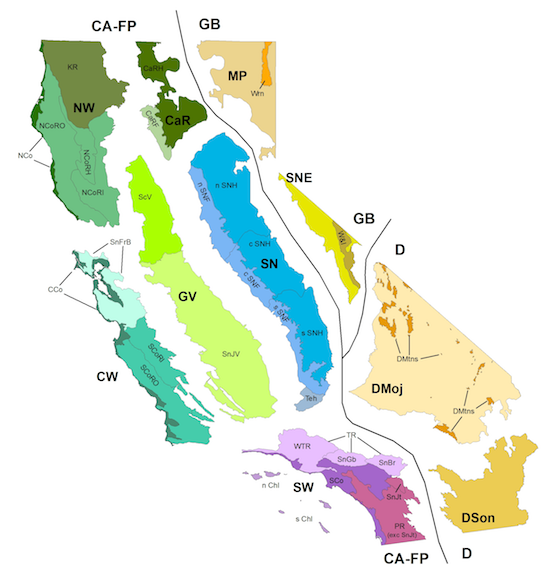 CA-FP
GB
KR
CaRH
MP
Wrn
NW
CaRF
CaR
NCoRO
NCo
NCoRH
NCoRI
ScV
n SNF
n SNH
SNE
W&I
GB
D
SnFrB
CCo
c SNH
SN
c SNF
GV
s SNF
s SNH
SCoRI
SCoRO
SnJV
CW
DMtns
DMoj
DMtns
Teh
TR
WTR
SnGb
SnBr
n Chl
SW
SCo
SnJt
s Chl
PR
(exc SnJt)
DSon
CA-FP
D